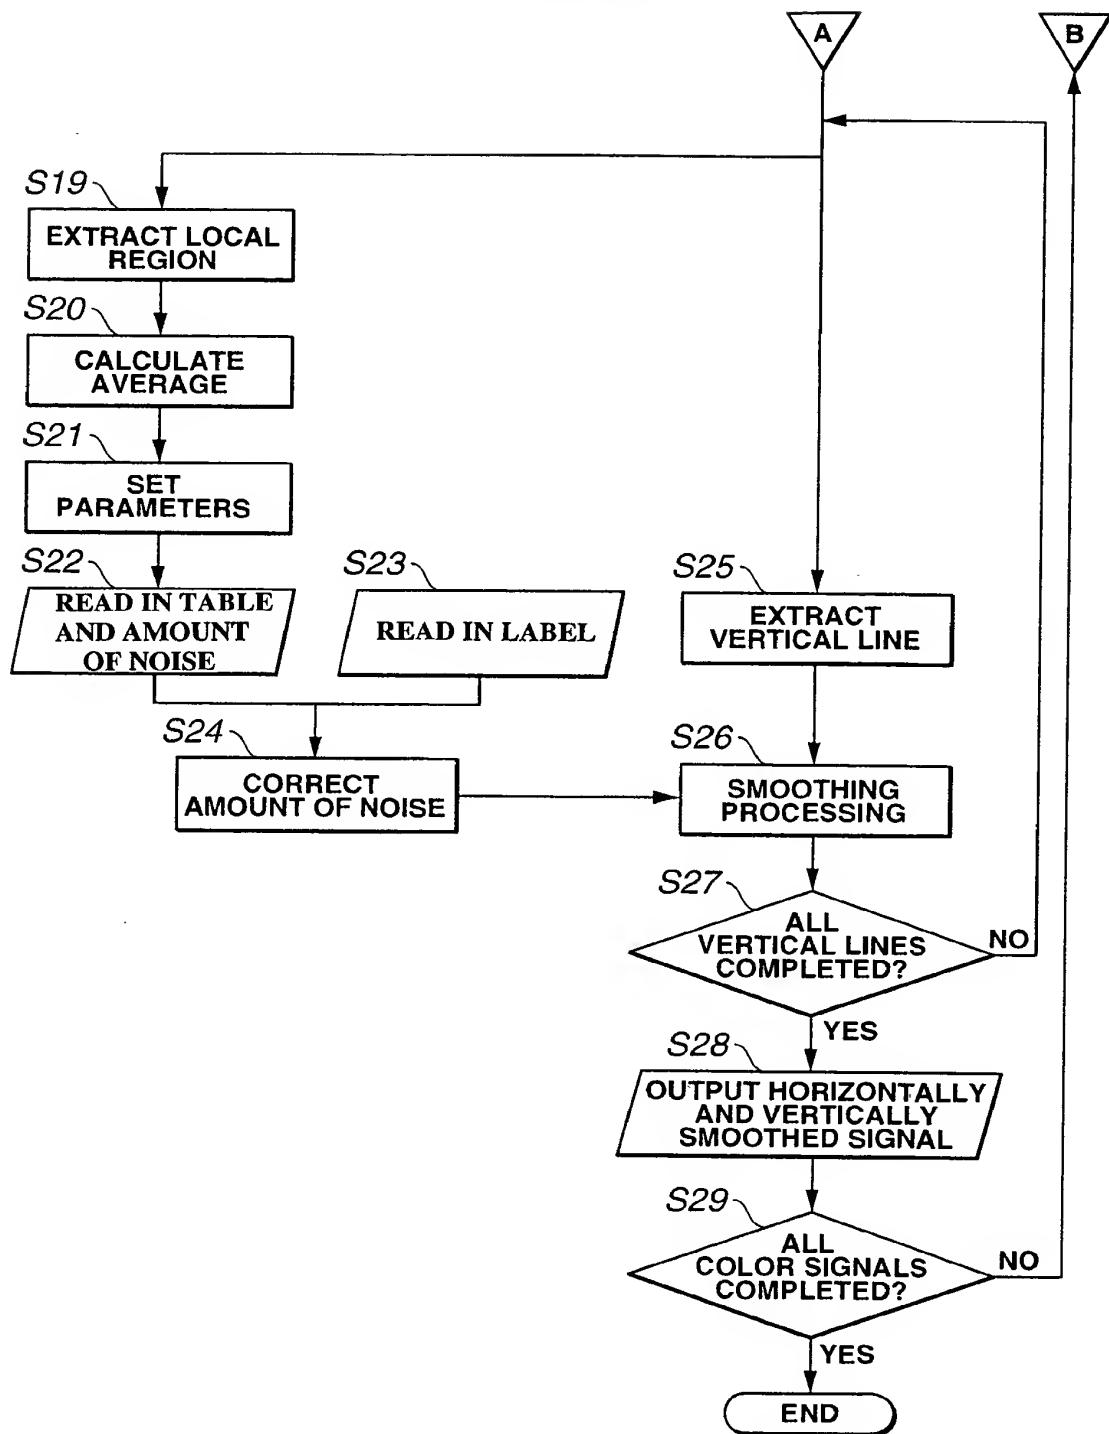 A
B
S19
EXTRACT LOCAL
REGION
S20
CALCULATE
AVERAGE
S21
SET
PARAMETERS
S22
READ IN TABLE
AND AMOUNT
OF NOISE
S23
READ IN LABEL
S24
CORRECT
AMOUNT OF NOISE
S25
EXTRACT
VERTICAL LINE
S26
SMOOTHING
PROCESSING
S27
ALL
VERTICAL LINES
COMPLETED?
NO
YES
S28
OUTPUT HORIZONTALLY
AND VERTICALLY
SMOOTHED SIGNAL
S29
ALL
COLOR SIGNALS
COMPLETED?
NO
YES
END